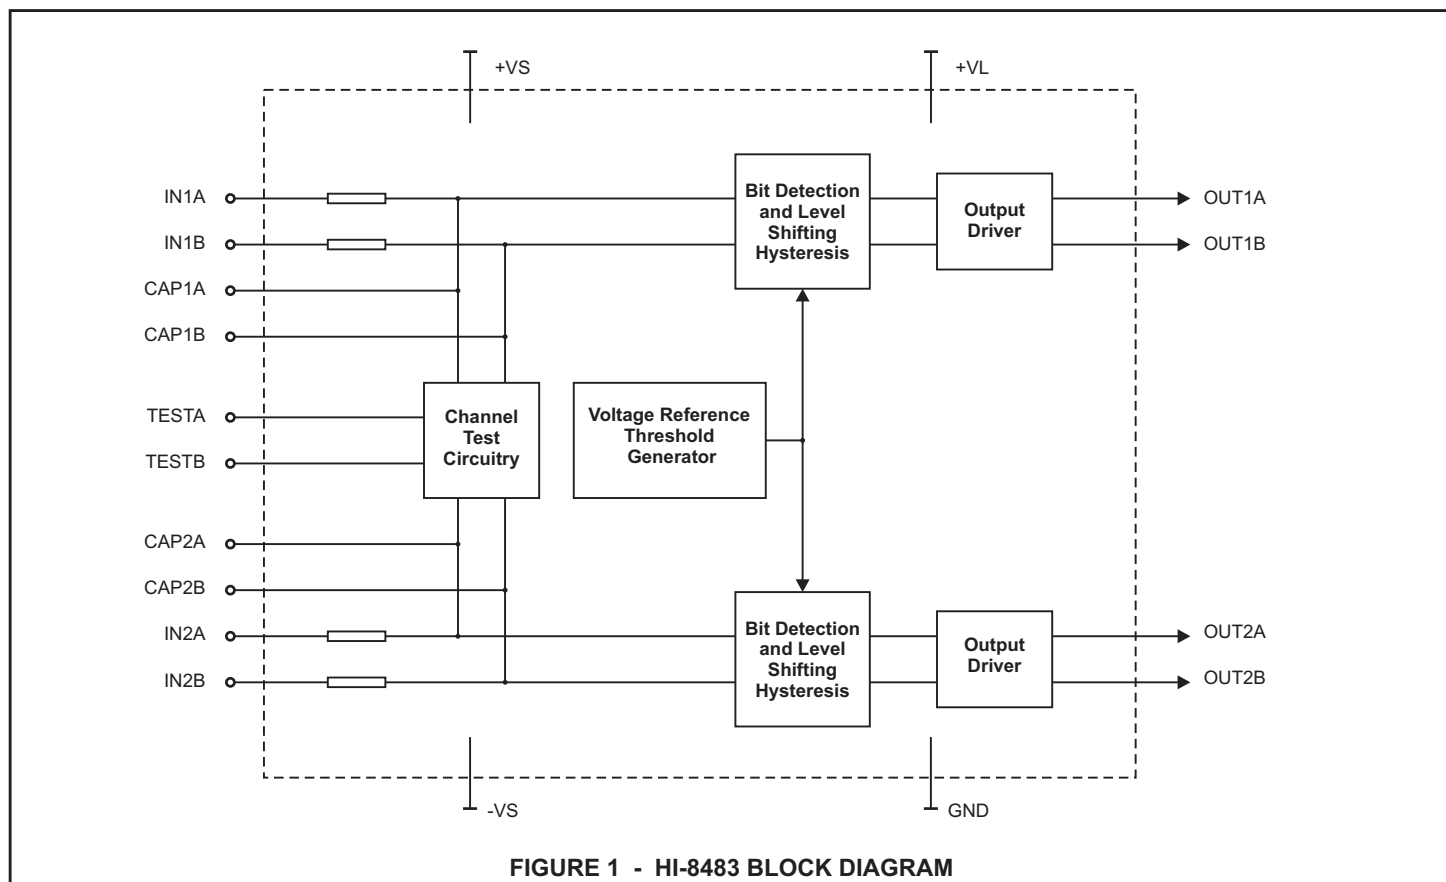 +VS
+VL
IN1A
IN1B
CAP1A
CAP1B
TESTA
TESTB
CAP2A
CAP2B
IN2A
IN2B
Bit Detection
and Level
Shifting
Hysteresis
Output
Driver
OUT1A
OUT1B
Channel
Test
Circuitry
Voltage Reference
Threshold
Generator
Bit Detection
and Level
Shifting
Hysteresis
Output
Driver
OUT2A
OUT2B
-VS
GND
FIGURE 1 - HI-8483 BLOCK DIAGRAM